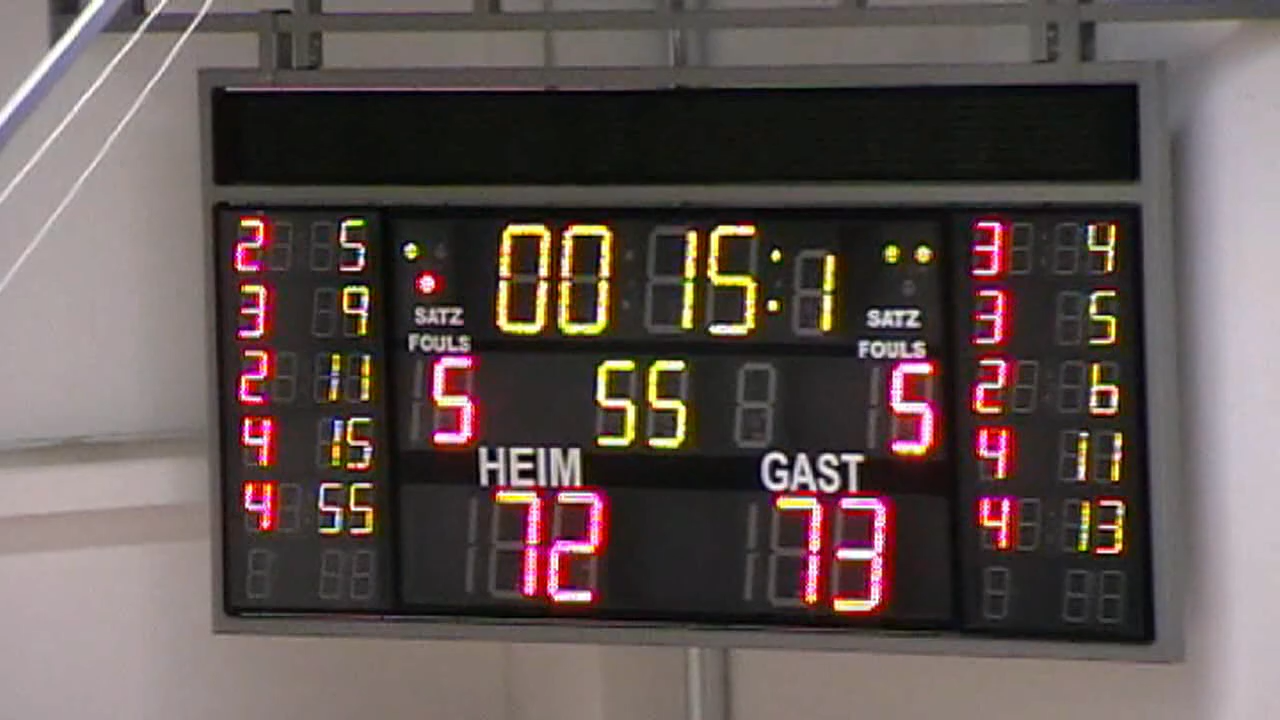 2 5 00 15:1 3 4
SATZ SATZ
3 9 FOULS FOULS 3 5
2 11 5 55 5 2 6
4 15 HEIM GAST 4 11
4 55 72 73 4 13